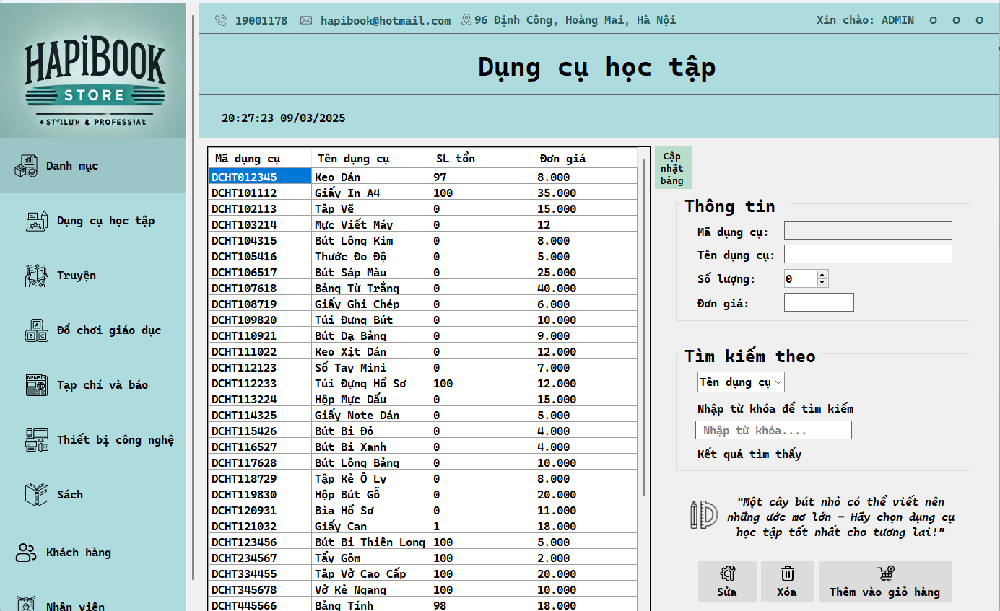 HAPiBOOK
STORE
19001178 hapibook@hotmail.com 96 Định Công, Hoàng Mai, Hà Nội Xin chào: ADMIN O O O
Dụng cụ học tập
20:27:23 09/03/2025
Danh mục
Dụng cụ học tập
Truyện
Đồ chơi giáo dục
Tạp chí và báo
Thiết bị công nghệ
Sách
Khách hàng
Nhân viên
Mã dụng cụ Tên dụng cụ SL tồn Đơn giá
DCHT012345 Keo Dán 97 8.000
DCHT101112 Giấy In A4 100 35.000
DCHT102113 Tập Vẽ 0 15.000
DCHT103214 Mực Viết Máy 0 12
DCHT104315 Bút Lông Kim 0 8.000
DCHT105416 Thước Đo Độ 0 5.000
DCHT106517 Bút Sáp Màu 0 25.000
DCHT107618 Bảng Từ Trắng 0 40.000
DCHT108719 Giấy Ghi Chép 0 6.000
DCHT109820 Túi Đựng Bút 0 10.000
DCHT110921 Bút Dạ Bảng 0 9.000
DCHT111022 Keo Xịt Dán 0 12.000
DCHT112123 Sổ Tay Mini 0 7.000
DCHT112233 Túi Đựng Hồ Sơ 100 12.000
DCHT113224 Hộp Mực Dấu 0 15.000
DCHT114325 Giấy Note Dán 0 5.000
DCHT115426 Bút Bi Đỏ 0 4.000
DCHT116527 Bút Bi Xanh 0 4.000
DCHT117628 Bút Lông Bảng 0 10.000
DCHT118729 Tập Kẻ Ô Ly 0 8.000
DCHT119830 Hộp Bút Gỗ 0 20.000
DCHT120931 Bìa Hồ Sơ 0 11.000
DCHT121032 Giấy Can 1 18.000
DCHT123456 Bút Bi Thiên Long 100 5.000
DCHT234567 Tẩy Gôm 100 2.000
DCHT334455 Tập Vở Cao Cấp 100 20.000
DCHT345678 Vở Kẻ Ngang 100 10.000
DCHT445566 Bảng Tính 98 18.000
Cập
nhật
bảng
Thông tin
Mã dụng cụ:
Tên dụng cụ:
Số lượng: 0
Đơn giá:
Tìm kiếm theo
Tên dụng cụ
Nhập từ khóa để tìm kiếm
Nhập từ khóa....
Kết quả tìm thấy
"Một cây bút nhỏ có thể viết nên
những ước mơ lớn – Hãy chọn dụng cụ
học tập tốt nhất cho tương lai!"
Sửa Xóa Thêm vào giỏ hàng